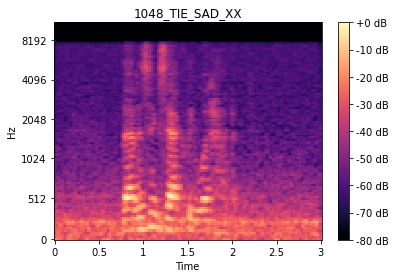 1048_TIE_SAD_XX
+0 dB
8192
-10 dB
4096
-20 dB
-30 dB
2048
Hz
-40 dB
1024
-50 dB
512
-60 dB
-70 dB
0
-80 dB
0 0.5 1 1.5 2 2.5 3
Time